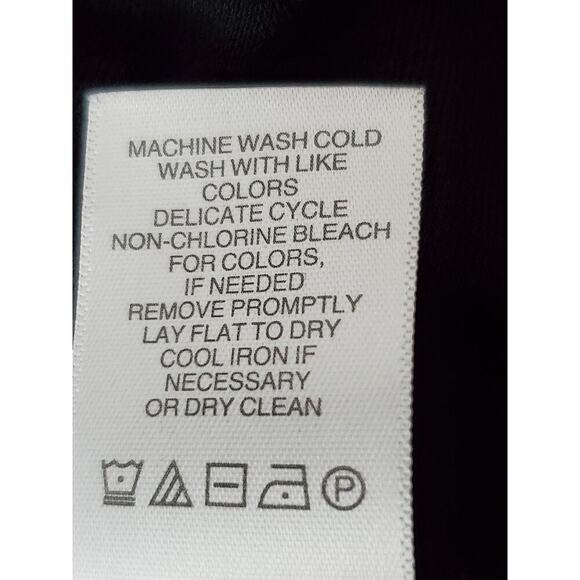 MACHINE WASH COLD
WASH WITH LIKE
COLORS
DELICATE CYCLE
NON-CHLORINE BLEACH
FOR COLORS,
IF NEEDED
REMOVE PROMPTLY
LAY FLAT TO DRY
COOL IRON IF
NECESSARY
OR DRY CLEAN
P